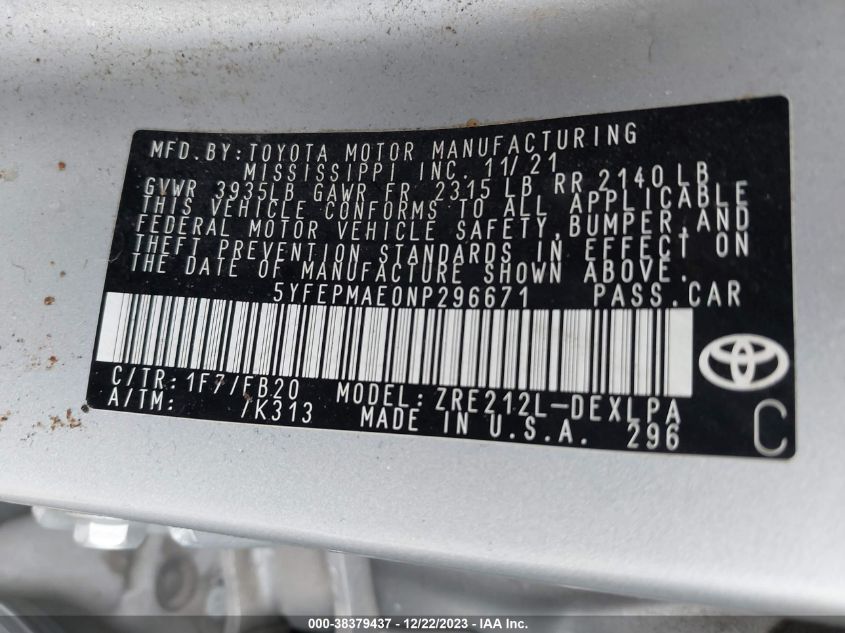 MFD. BY: TOYOTA MOTOR MANUFACTURING
MISSISSIPPI INC. 11/21
GVWR 3935LB GAWR FR 2315 LB RR 2140LB
THIS VEHICLE CONFORMS TO ALL APPLICABLE
FEDERAL MOTOR VEHICLE SAFETY, BUMPER, AND
THEFT PREVENTION STANDARDS IN EFFECT ON
THE DATE OF MANUFACTURE SHOWN ABOVE.
5YFEPMAE0NP296671 PASS. CAR
C/TR: 1F7/FB20 MODEL: ZRE212L-DEXLPA
A/TM: /K313 MADE IN U.S.A. 296
C
000-38379437 - 12/22/2023 - IAA Inc.